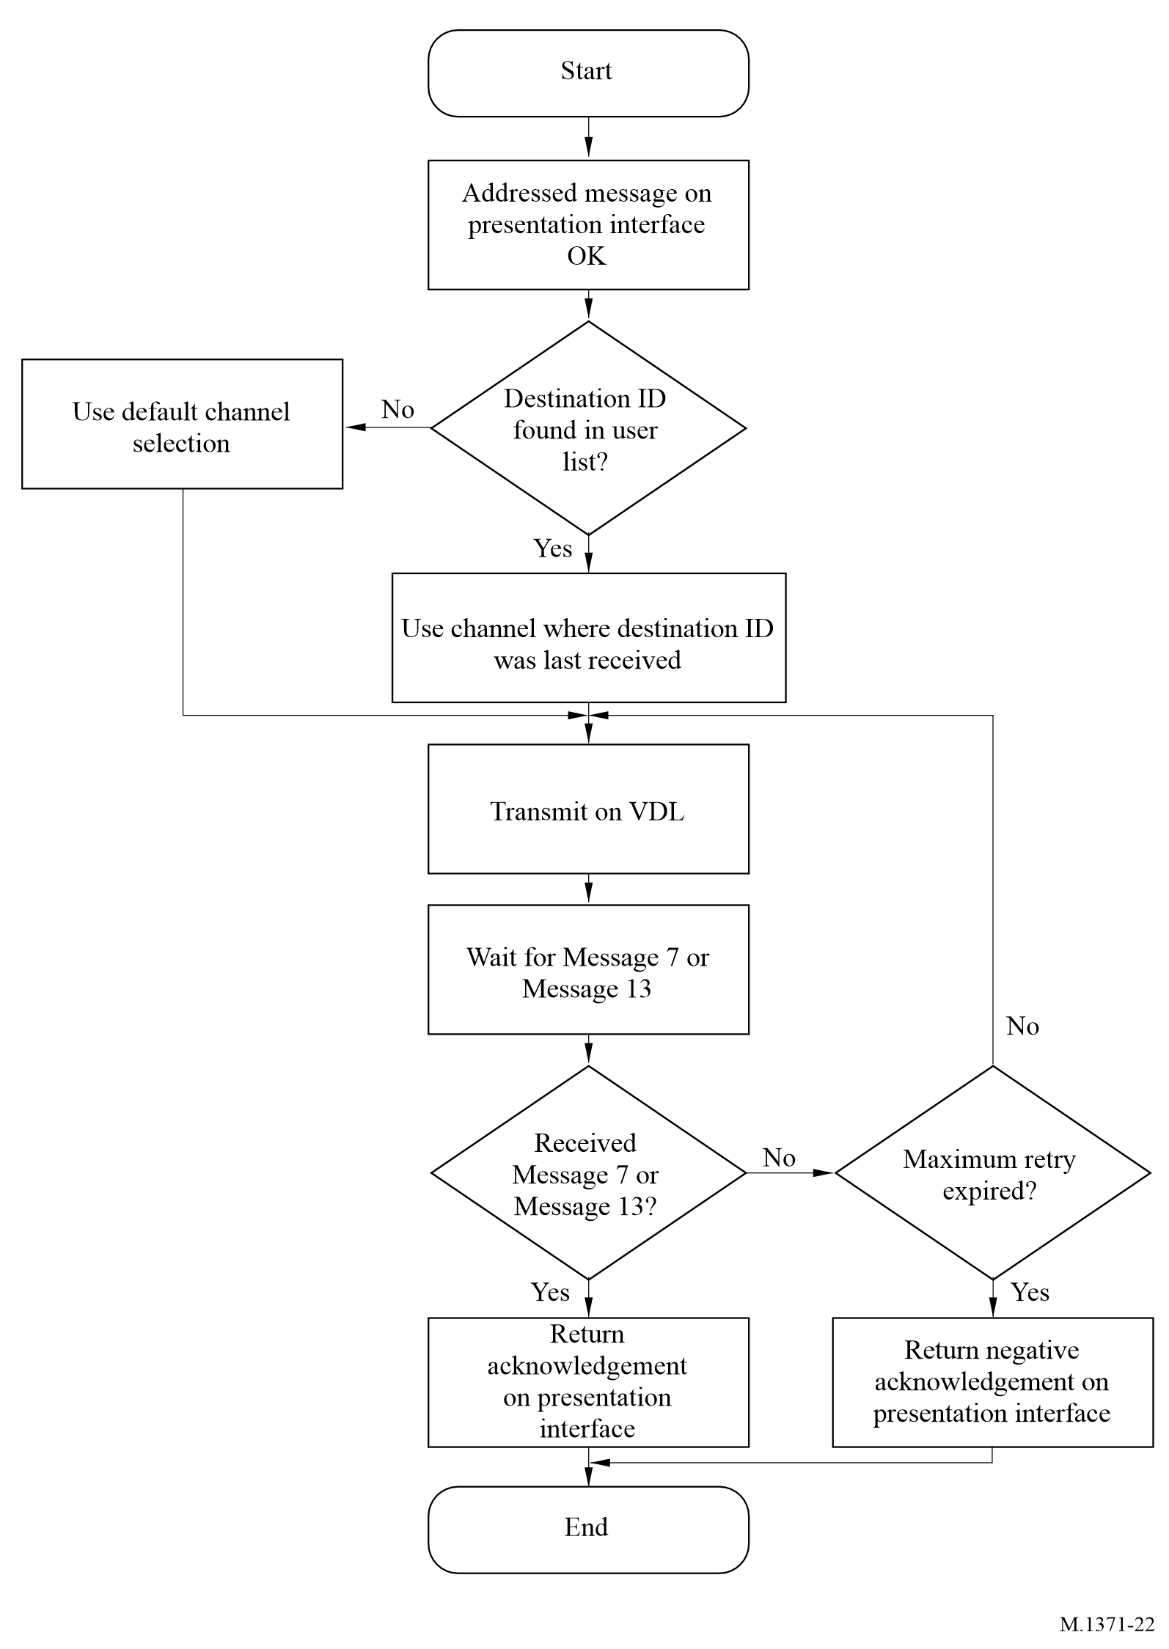 Start
Addressed message on
presentation interface
OK
Destination ID
found in user
list?
No
Use default channel
selection
Yes
Use channel where destination ID
was last received
Transmit on VDL
Wait for Message 7 or
Message 13
No
Received
Message 7 or
Message 13?
No
Maximum retry
expired?
Yes
Yes
Return
acknowledgement
on presentation
interface
Return negative
acknowledgement on
presentation interface
End
M.1371-22